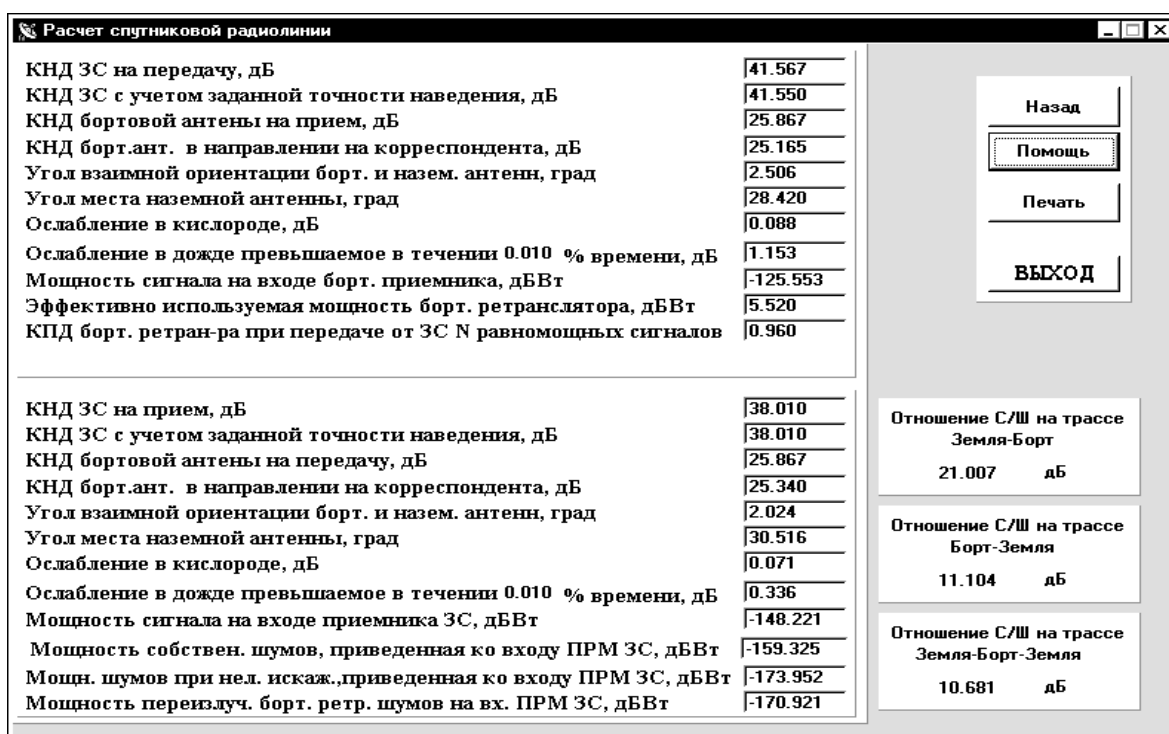 Расчет спутниковой радиолинии
КНД ЗС на передачу, дБ 41.567
КНД ЗС с учетом заданной точности наведения, дБ 41.550
КНД бортовой антены на прием, дБ 25.867
КНД борт.ант. в направлении на корреспондента, дБ 25.165
Угол взаимной ориентации борт. и назем. антенн, град 2.506
Угол места наземной антенны, град 28.420
Ослабление в кислороде, дБ 0.088
Ослабление в дожде превышаемое в течении 0.010 % времени, дБ 1.153
Мощность сигнала на входе борт. приемника, дБВт -125.553
Эффективно используемая мощность борт. ретранслятора, дБВт 5.520
КПД борт. ретран-ра при передаче от ЗС N равномощных сигналов 0.960
Назад
Помощь
Печать
ВЫХОД
КНД ЗС на прием, дБ 38.010
КНД ЗС с учетом заданной точности наведения, дБ 38.010
КНД бортовой антены на передачу, дБ 25.867
КНД борт.ант. в направлении на корреспондента, дБ 25.340
Угол взаимной ориентации борт. и назем. антенн, град 2.024
Угол места наземной антенны, град 30.516
Ослабление в кислороде, дБ 0.071
Ослабление в дожде превышаемое в течении 0.010 % времени, дБ 0.336
Мощность сигнала на входе приемника ЗС, дБВт -148.221
Мощность собствен. шумов, приведенная ко входу ПРМ ЗС, дБВт -159.325
Мощн. шумов при нел. искаж.,приведенная ко входу ПРМ ЗС, дБВт -173.952
Мощность переизлуч. борт. ретр. шумов на вх. ПРМ ЗС, дБВт -170.921
Отношение С/Ш на трассе
Земля-Борт
21.007 дБ
Отношение С/Ш на трассе
Борт-Земля
11.104 дБ
Отношение С/Ш на трассе
Земля-Борт-Земля
10.681 дБ